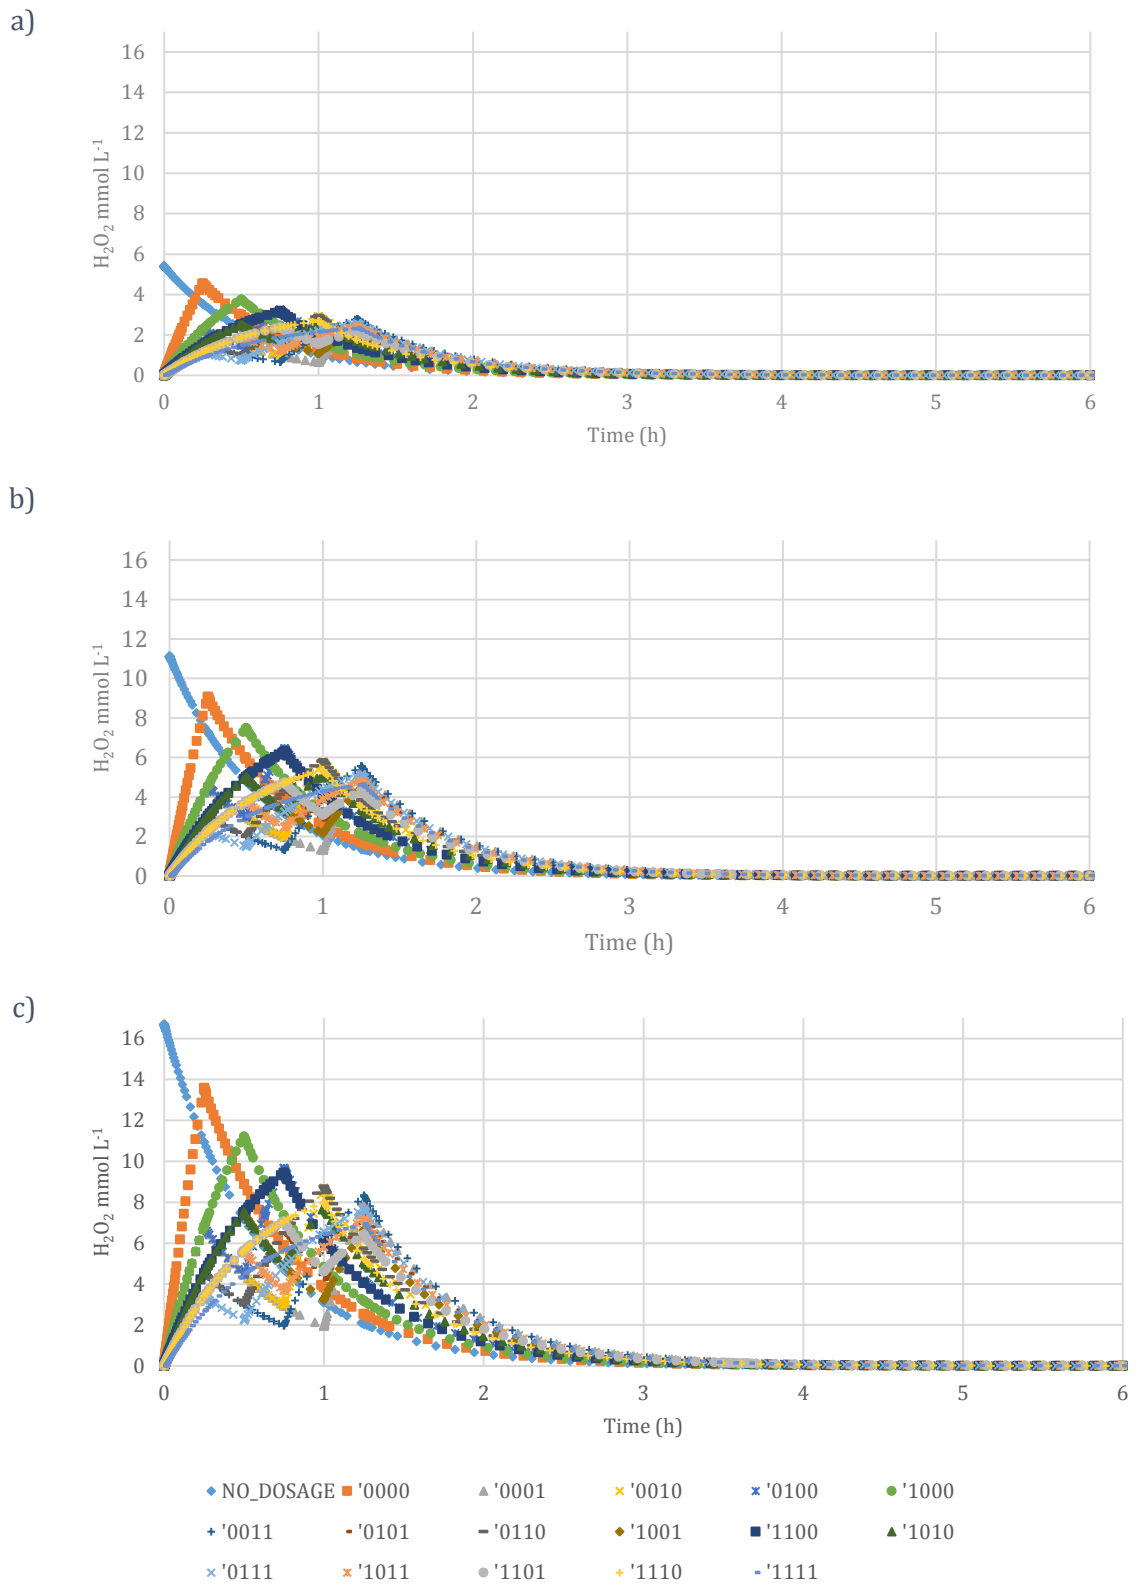 a)
16
14
12
10
8
6
4
2
0
H₂O₂ mmol L⁻¹
0 1 2 3 4 5 6
Time (h)
b)
16
14
12
10
8
6
4
2
0
H₂O₂ mmol L⁻¹
0 1 2 3 4 5 6
Time (h)
c)
16
14
12
10
8
6
4
2
0
H₂O₂ mmol L⁻¹
0 1 2 3 4 5 6
Time (h)
NO_DOSAGE '0000 '0001 '0010 '0100 '1000
'0011 '0101 '0110 '1001 '1100 '1010
'0111 '1011 '1101 '1110 '1111